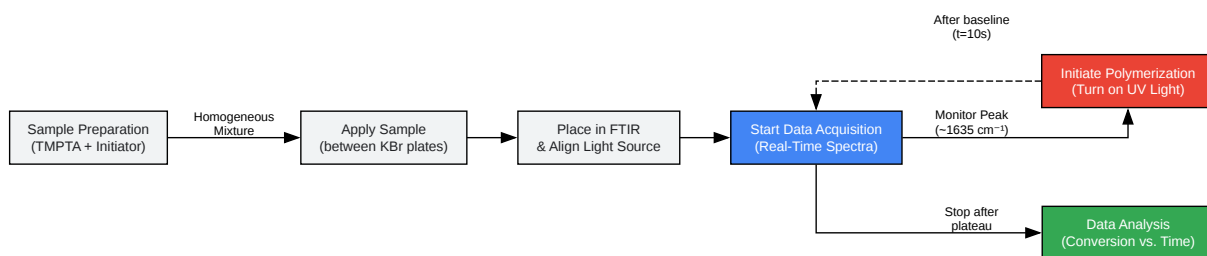 After baseline
(t=10s)
Initiate Polymerization
(Turn on UV Light)
Sample Preparation
(TMPTA + Initiator)
Homogeneous
Mixture
Apply Sample
(between KBr plates)
Place in FTIR
& Align Light Source
Start Data Acquisition
(Real-Time Spectra)
Monitor Peak
(~1635 cm⁻¹)
Stop after
plateau
Data Analysis
(Conversion vs. Time)